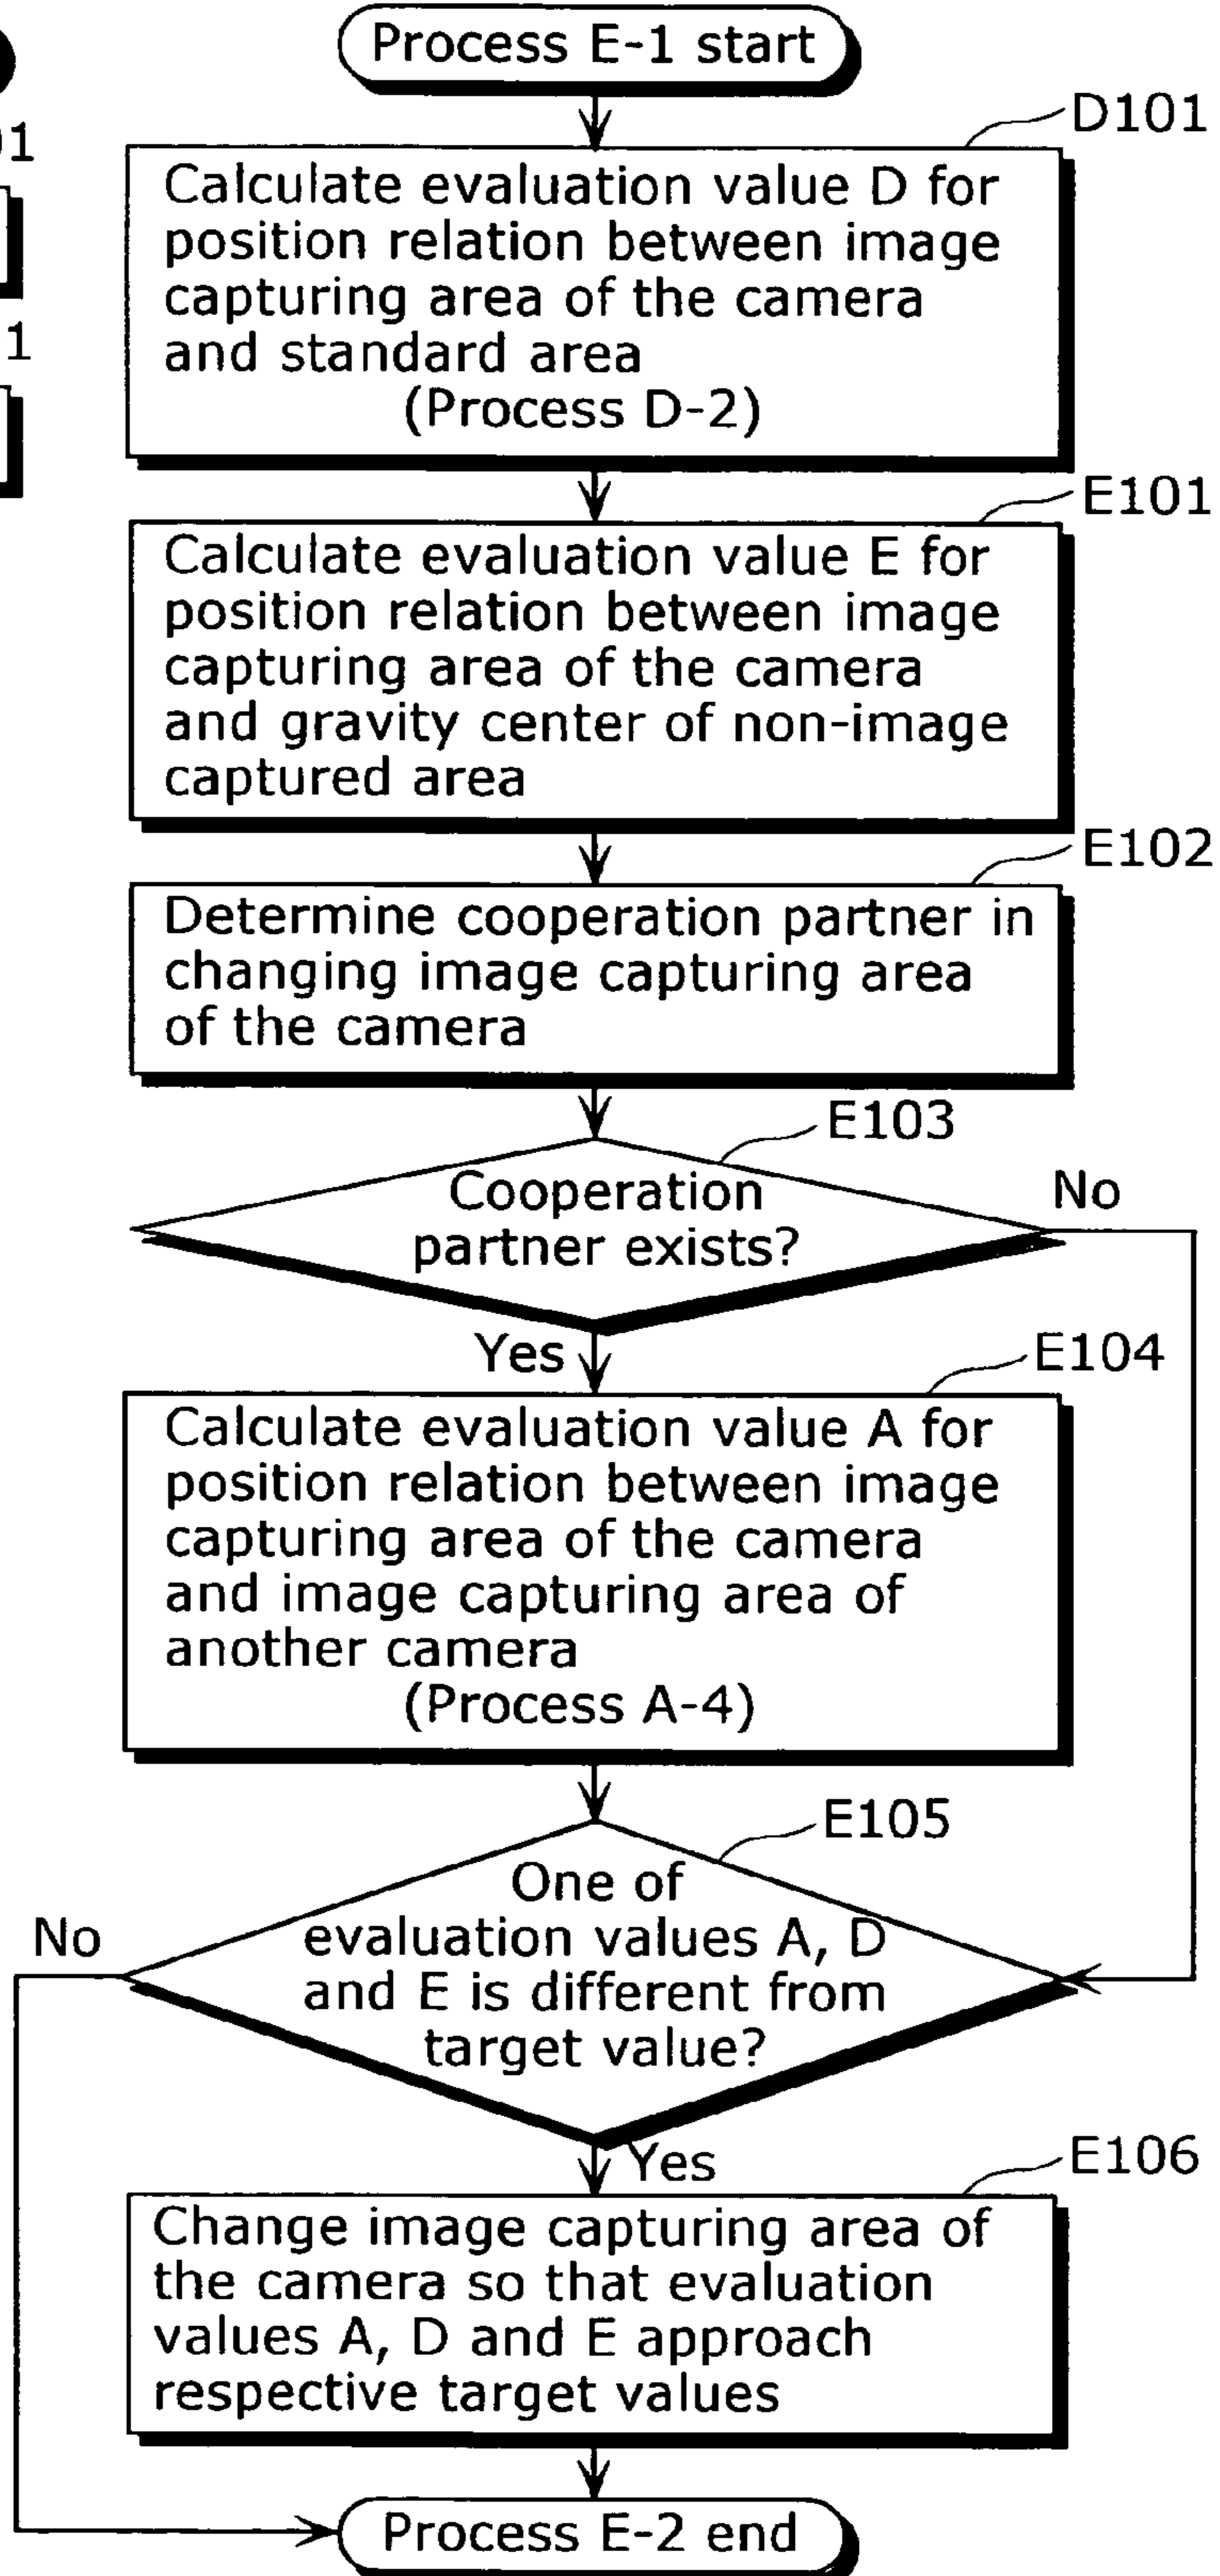 Process E-1 start
D101
01
Calculate evaluation value D for
position relation between image
capturing area of the camera
and standard area
(Process D-2)
1
E101
Calculate evaluation value E for
position relation between image
capturing area of the camera
and gravity center of non-image
captured area
E102
Determine cooperation partner in
changing image capturing area
of the camera
E103
Cooperation
partner exists?
No
Yes
E104
Calculate evaluation value A for
position relation between image
capturing area of the camera
and image capturing area of
another camera
(Process A-4)
E105
One of
evaluation values A, D
and E is different from
target value?
No
Yes
E106
Change image capturing area of
the camera so that evaluation
values A, D and E approach
respective target values
Process E-2 end